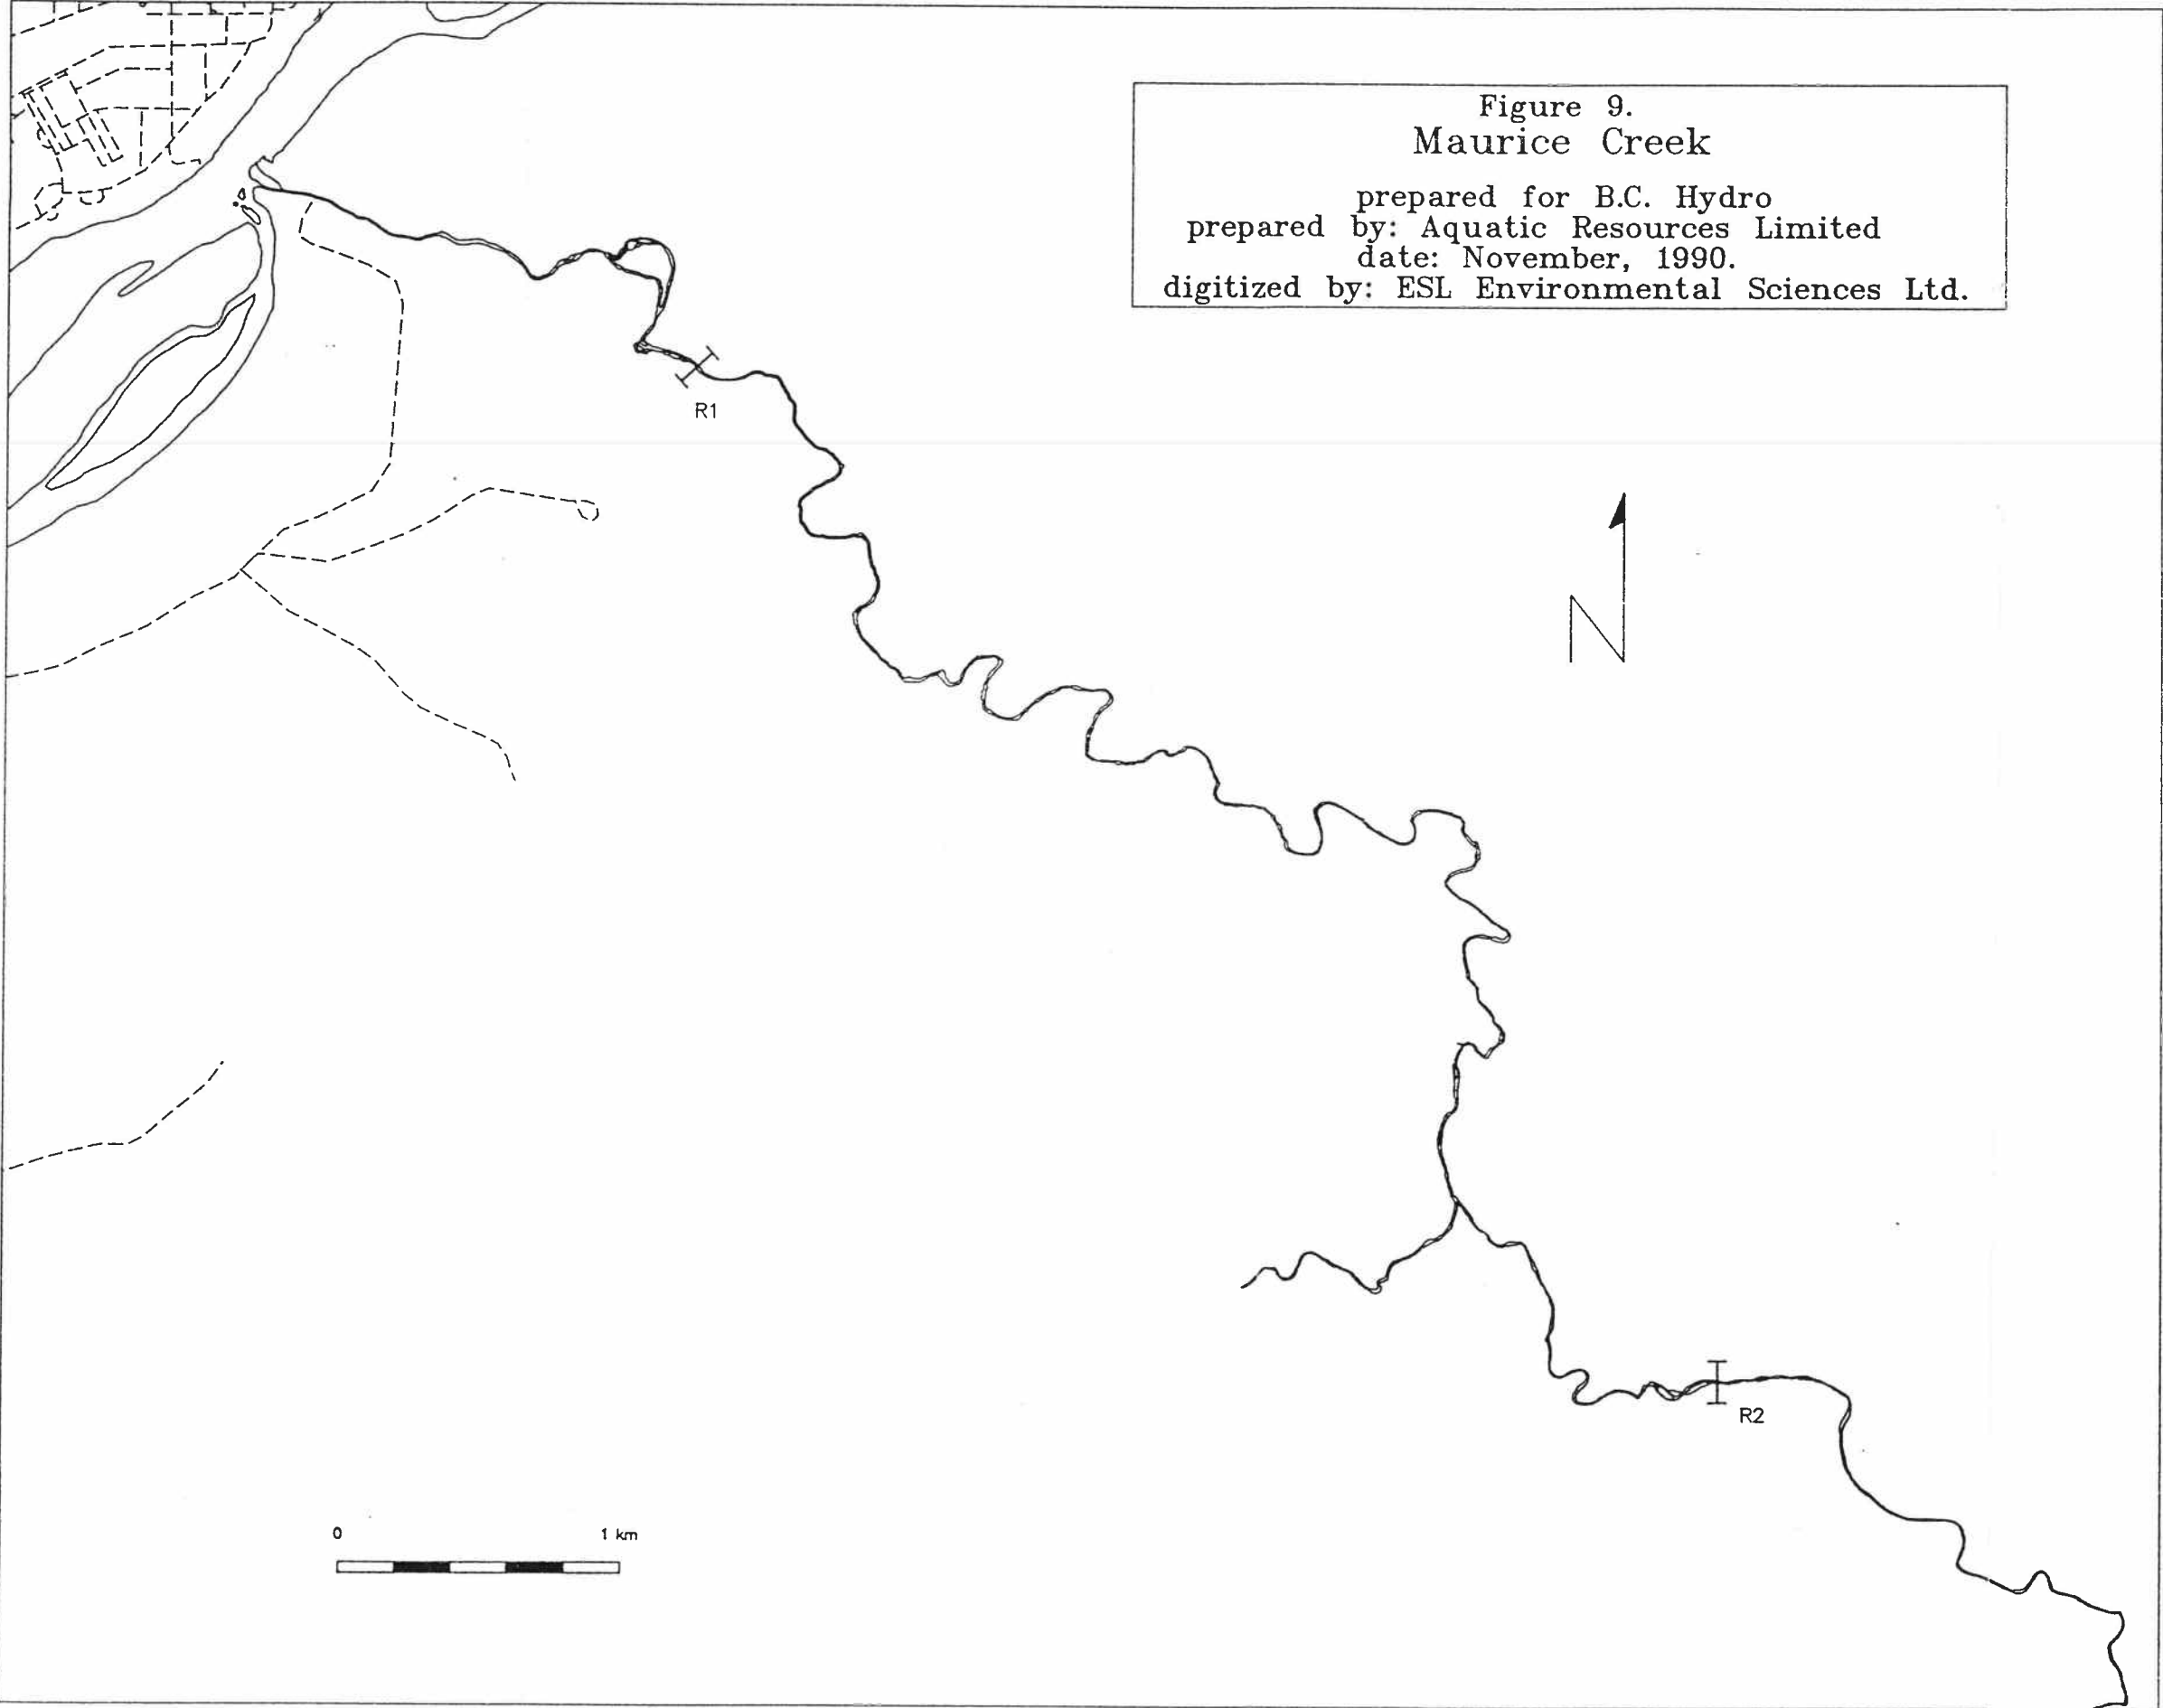 Figure 9.
Maurice Creek
prepared for B.C. Hydro
prepared by: Aquatic Resources Limited
date: November, 1990.
digitized by: ESL Environmental Sciences Ltd.
R1
N
R2
0 1 km